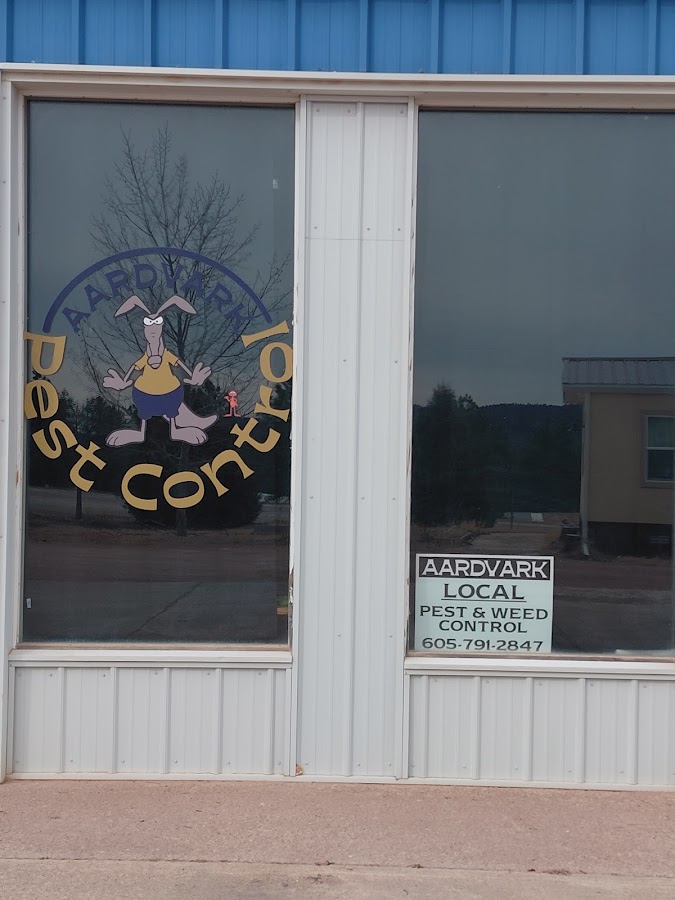 AARDVARK
Pest Control
AARDVARK
LOCAL
PEST & WEED
CONTROL
605-791-2847